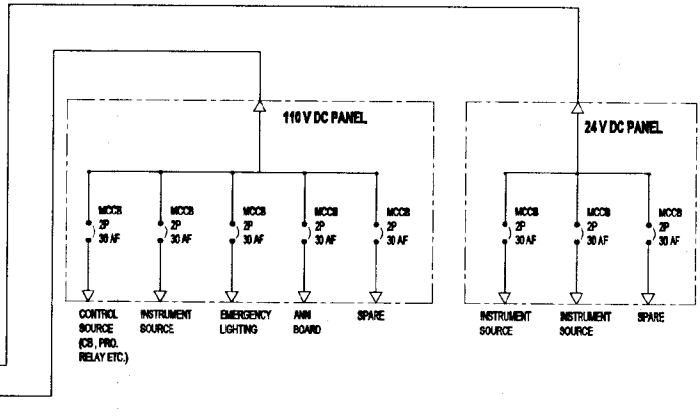 110 V DC PANEL
24 V DC PANEL
MCCB
2P
30 AF
MCCB
2P
30 AF
MCCB
2P
30 AF
MCCB
2P
30 AF
MCCB
2P
30 AF
MCCB
2P
30 AF
MCCB
2P
30 AF
MCCB
2P
30 AF
CONTROL
SOURCE
(CB, PRO.
RELAY ETC.)
INSTRUMENT
SOURCE
EMERGENCY
LIGHTING
ANN
BOARD
SPARE
INSTRUMENT
SOURCE
INSTRUMENT
SOURCE
SPARE